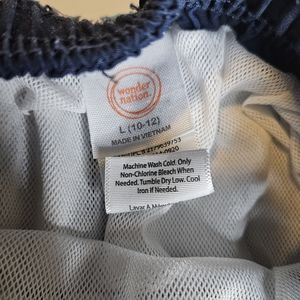 wonder
nation.
L (10-12)
MADE IN VIETNAM
Machine Wash Cold. Only
Non-Chlorine Bleach When
Needed. Tumble Dry Low. Cool
Iron if Needed.
Lavar A